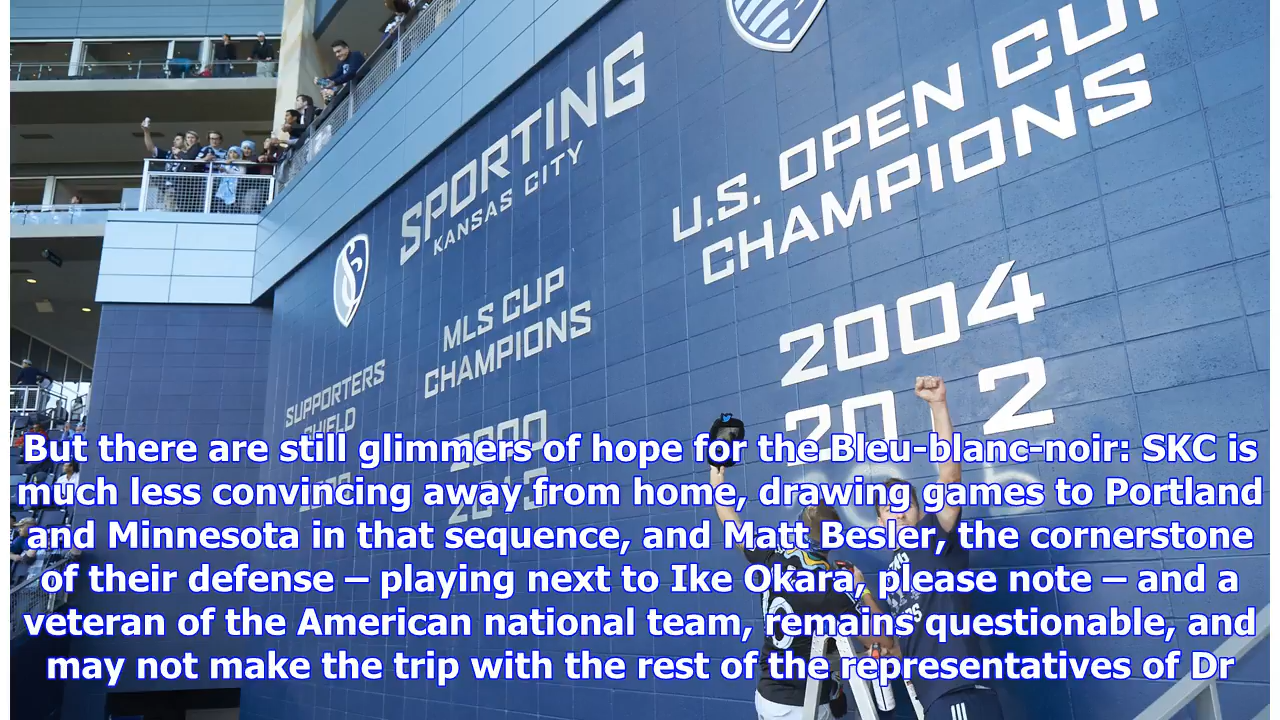 SPORTING
KANSAS CITY
U.S. OPEN CUP
CHAMPIONS
2004
20 2
MLS CUP
CHAMPIONS
2000
2013
SUPPORTERS
SHIELD
But there are still glimmers of hope for the Bleu-blanc-noir: SKC is
much less convincing away from home, drawing games to Portland
and Minnesota in that sequence, and Matt Besler, the cornerstone
of their defense – playing next to Ike Okara, please note – and a
veteran of the American national team, remains questionable, and
may not make the trip with the rest of the representatives of Dr